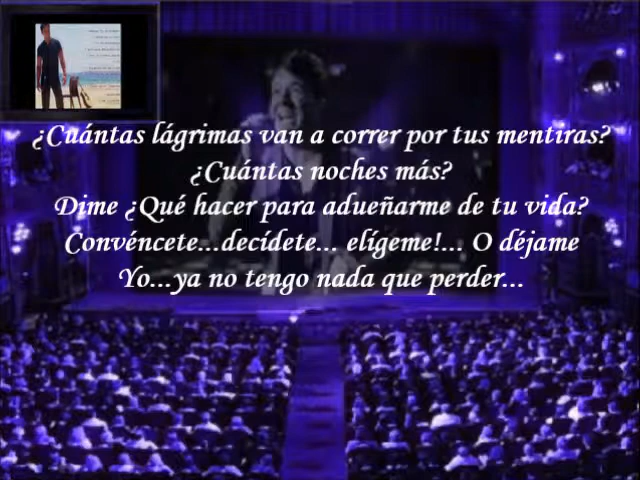 ¿Cuántas lágrimas van a correr por tus mentiras?
¿Cuántas noches más?
Dime ¿Qué hacer para adueñarme de tu vida?
Convéncete...decídete... elígeme!... O déjame
Yo...ya no tengo nada que perder...